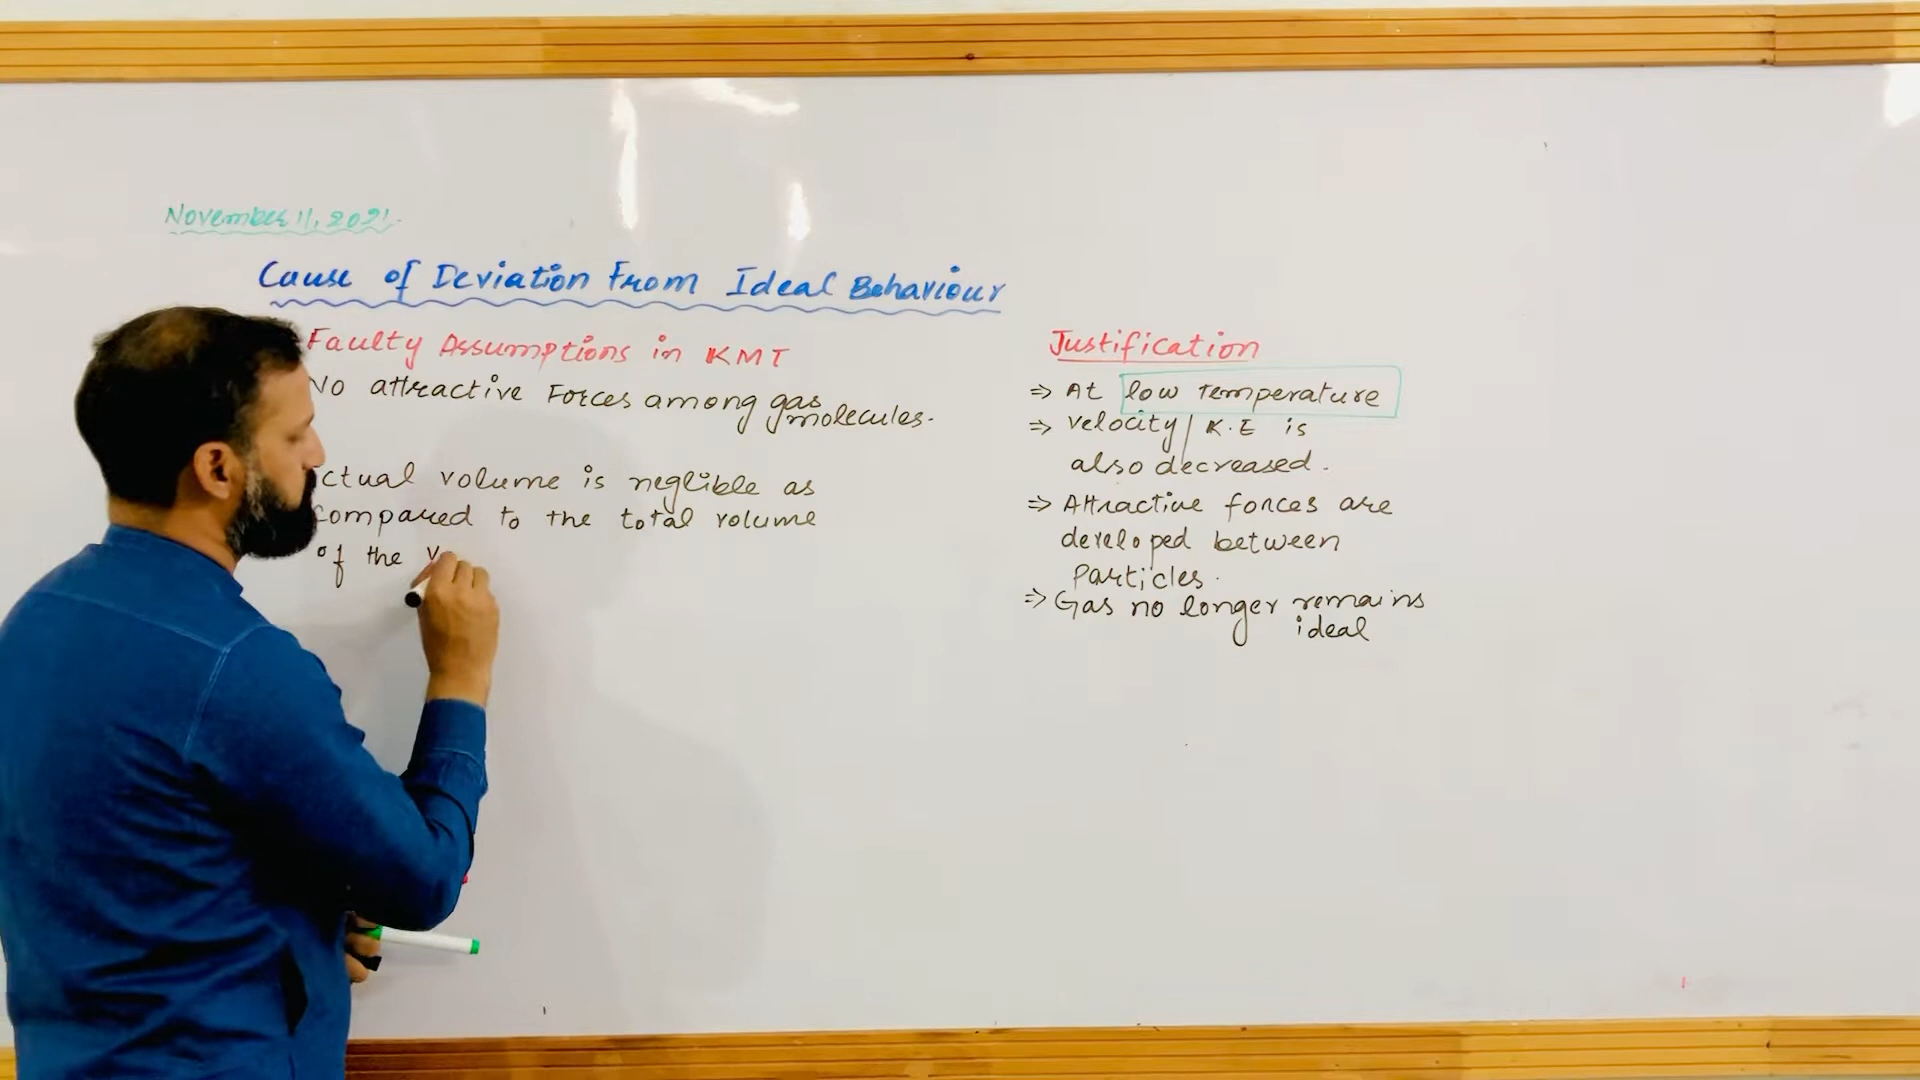 November 11, 2021.
Cause of Deviation From Ideal Behaviour
Faulty Assumptions in KMT
No attractive Forces among gas
molecules.
ctual volume is neglible as
compared to the total volume
of the V
Justification
⇒ At low temperature
⇒ velocity/K.E is
also decreased.
⇒ Attractive forces are
developed between
Particles.
⇒ Gas no longer remains
ideal